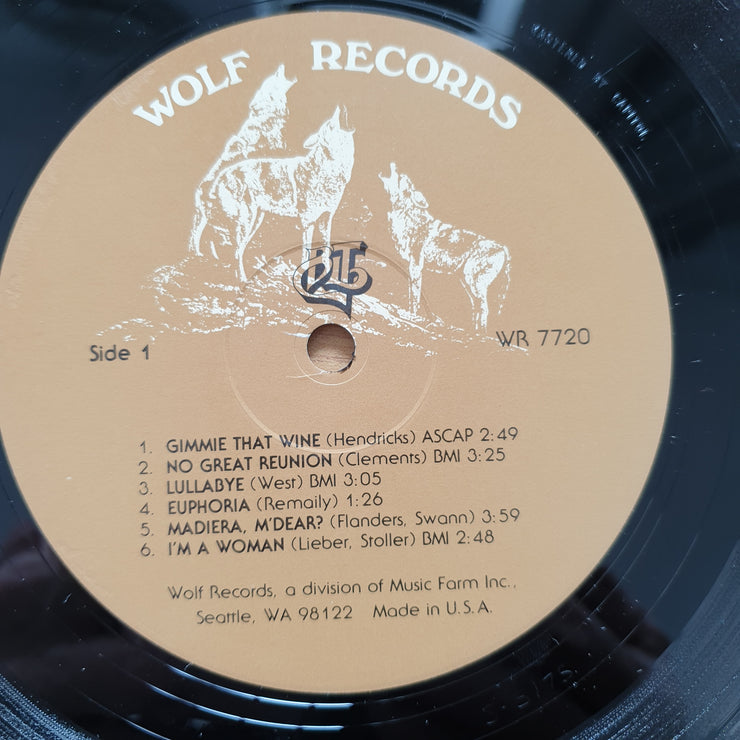 WOLF RECORDS
MASTERED BY CAPITOL
Side 1
WR 7720
1. GIMMIE THAT WINE (Hendricks) ASCAP 2:49
2. NO GREAT REUNION (Clements) BMI 3:25
3. LULLABYE (West) BMI 3:05
4. EUPHORIA (Remaily) 1:26
5. MADIERA, M'DEAR? (Flanders, Swann) 3:59
6. I'M A WOMAN (Lieber, Stoller) BMI 2:48
Wolf Records, a division of Music Farm Inc.,
Seattle, WA 98122 Made in U.S.A.